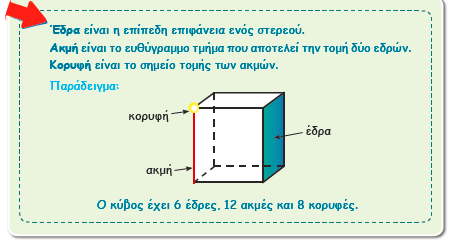 Έδρα είναι η επίπεδη επιφάνεια ενός στερεού.
Ακμή είναι το ευθύγραμμο τμήμα που αποτελεί την τομή δύο εδρών.
Κορυφή είναι το σημείο τομής των ακμών.
Παράδειγμα:
κορυφή
έδρα
ακμή
Ο κύβος έχει 6 έδρες, 12 ακμές και 8 κορυφές.